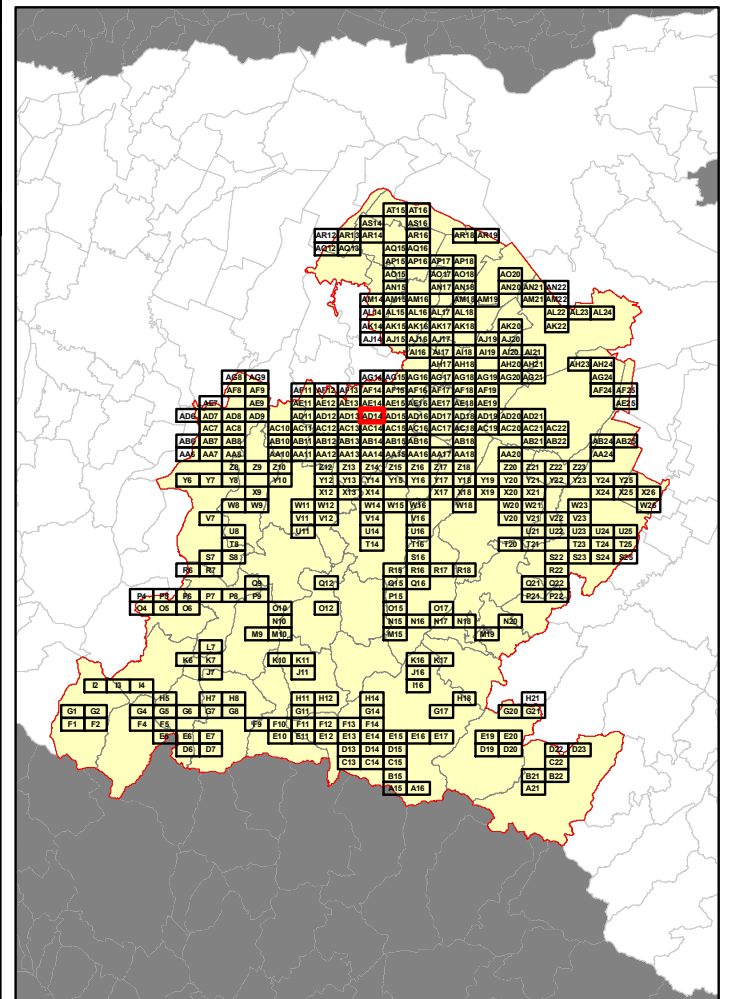 AT15 AT16
AS14 AS16
AR12 AR13 AR14 AR16 AR18 AR19
AQ12 AQ13 AQ15 AQ16
AP15 AP16 AP17 AP18
AO15 AO17 AO18 AO20
AN15 AN17 AN18 AN20 AN21 AN22
AM14 AM15 AM16 AM18 AM19 AM21 AM22
AL14 AL15 AL16 AL17 AL18 AL22 AL23 AL24
AK14 AK15 AK16 AK17 AK18 AK20 AK22
AJ14 AJ15 AJ16 AJ17 AJ19 AJ20
AI16 AI17 AI18 AI19 AI20 AI21
AH17 AH18 AH20 AH21 AH23 AH24
AG8 AG9 AG14 AG15 AG16 AG17 AG18 AG19 AG20 AG21 AG24
AF8 AF9 AF11 AF12 AF13 AF14 AF15 AF16 AF17 AF18 AF19 AF24 AF25
AE7 AE9 AE11 AE12 AE13 AE14 AE15 AE16 AE17 AE18 AE19 AE25
AD6 AD7 AD8 AD9 AD11 AD12 AD13 AD14 AD15 AD16 AD17 AD18 AD19 AD20 AD21
AC7 AC8 AC10 AC11 AC12 AC13 AC14 AC15 AC16 AC17 AC18 AC19 AC20 AC21 AC22
AB6 AB7 AB8 AB10 AB11 AB12 AB13 AB14 AB15 AB16 AB18 AB21 AB22 AB24 AB25
AA6 AA7 AA8 AA10 AA11 AA12 AA13 AA14 AA15 AA16 AA17 AA18 AA20 AA24
Z8 Z9 Z10 Z12 Z13 Z14 Z15 Z16 Z17 Z18 Z20 Z21 Z22 Z23
Y6 Y7 Y8 Y10 Y12 Y13 Y14 Y15 Y16 Y17 Y18 Y19 Y20 Y21 Y22 Y23 Y24 Y25
X9 X12 X13 X14 X17 X18 X19 X20 X21 X24 X25 X26
W8 W9 W11 W12 W14 W15 W16 W18 W20 W21 W23 W26
V7 V11 V12 V14 V16 V20 V21 V22 V23
U8 U11 U14 U16 U21 U22 U23 U24 U25
T8 T14 T16 T20 T21 T23 T24 T25
S7 S8 S16 S22 S23 S24 S25
R6 R7 R15 R16 R17 R18 R22
Q9 Q12 Q15 Q16 Q21 Q22
P4 P5 P6 P7 P8 P9 P15 P21 P22
O4 O5 O6 O10 O12 O15 O17
N10 N15 N16 N17 N18 N20
M9 M10 M15 M19
L7
K6 K7 K10 K11 K16 K17
J7 J11 J16
I2 I3 I4 I16
H5 H7 H8 H11 H12 H14 H18 H21
G1 G2 G4 G5 G6 G7 G8 G11 G14 G17 G20 G21
F1 F2 F4 F5 F9 F10 F11 F12 F13 F14
E5 E6 E7 E10 E11 E12 E13 E14 E15 E16 E17 E19 E20
D6 D7 D13 D14 D15 D19 D20 D22 D23
C13 C14 C15 C22
B15 B21 B22
A15 A16 A21